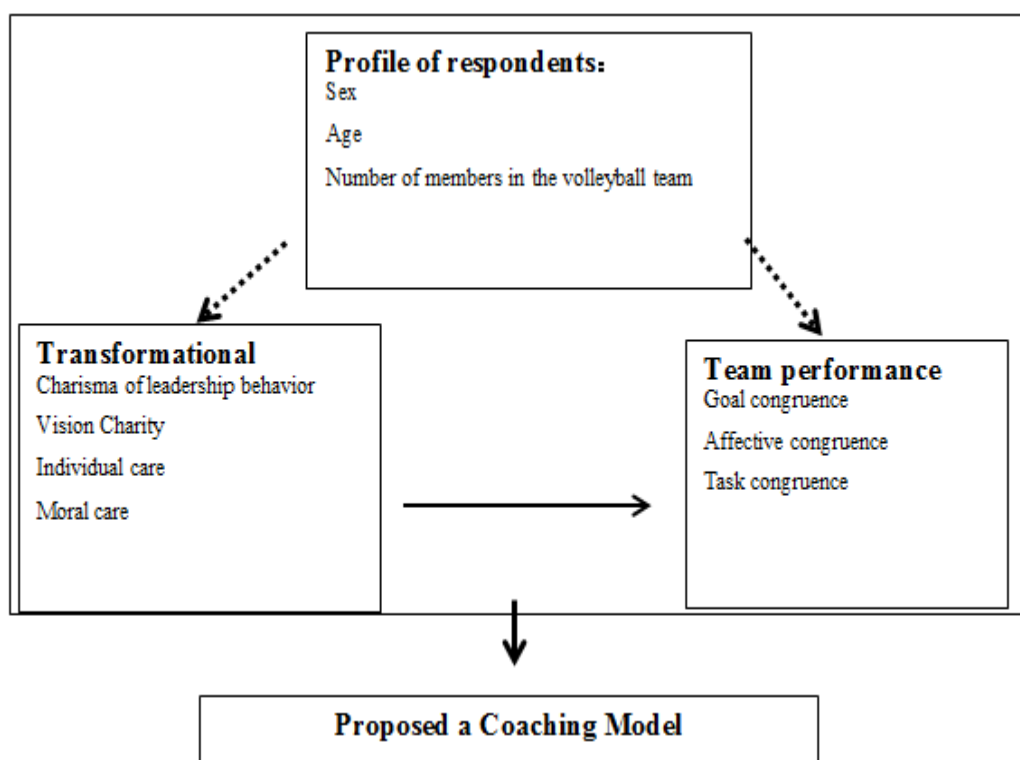 Profile of respondents：
Sex
Age
Number of members in the volleyball team
Transformational
Charisma of leadership behavior
Vision Charity
Individual care
Moral care
Team performance
Goal congruence
Affective congruence
Task congruence
Proposed a Coaching Model